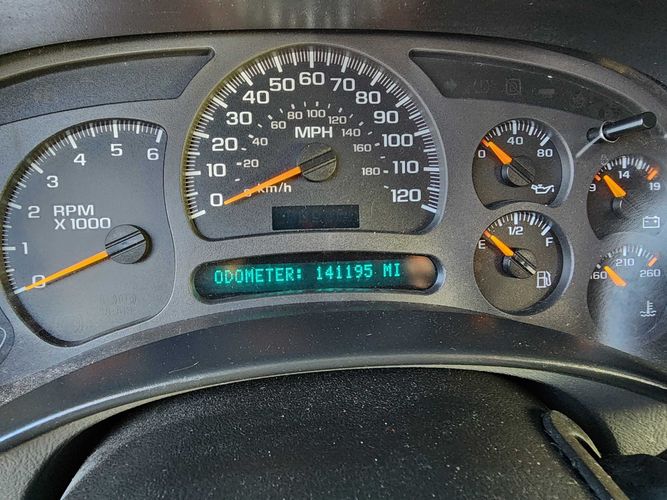 0 1 2 3 4 5 6
RPM
X 1000
0 10 20 30 40 50 60 70 80 90 100 110 120
20 40 60 80 100 120 140 160 180
MPH
km/h
ODOMETER: 141195 MI
0 40 80
E 1/2 F
9 14 19
160 210 260